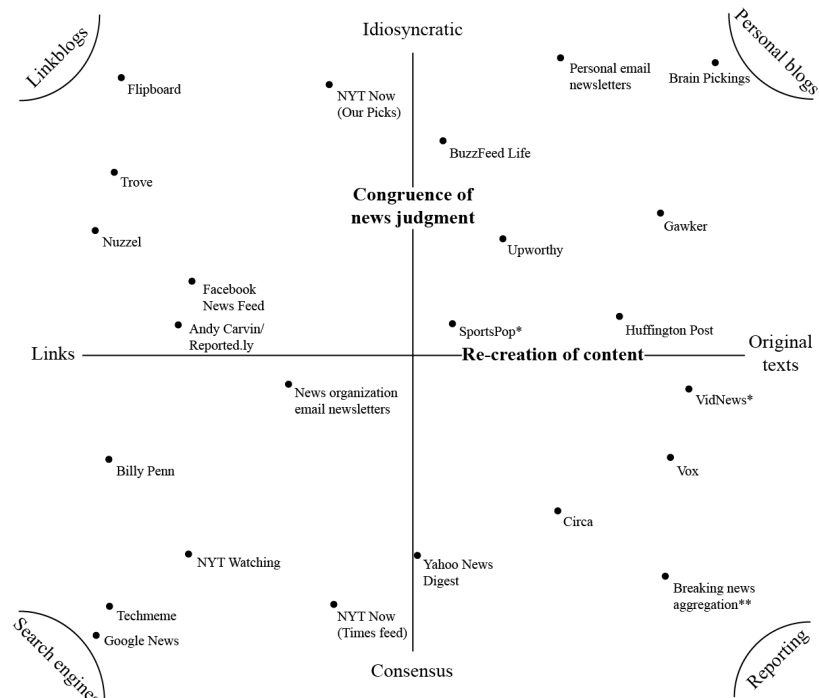 Idiosyncratic
Linkblogs
Personal blogs
Flipboard
NYT Now
(Our Picks)
Personal email
newsletters
Brain Pickings
BuzzFeed Life
Trove
Congruence of
news judgment
Gawker
Nuzzel
Upworthy
Facebook
News Feed
Andy Carvin/
Reported.ly
SportsPop*
Huffington Post
Links
Re-creation of content
Original
texts
News organization
email newsletters
VidNews*
Billy Penn
Vox
Circa
NYT Watching
Yahoo News
Digest
Breaking news
aggregation**
Techmeme
NYT Now
(Times feed)
Google News
Search engine
Consensus
Reporting